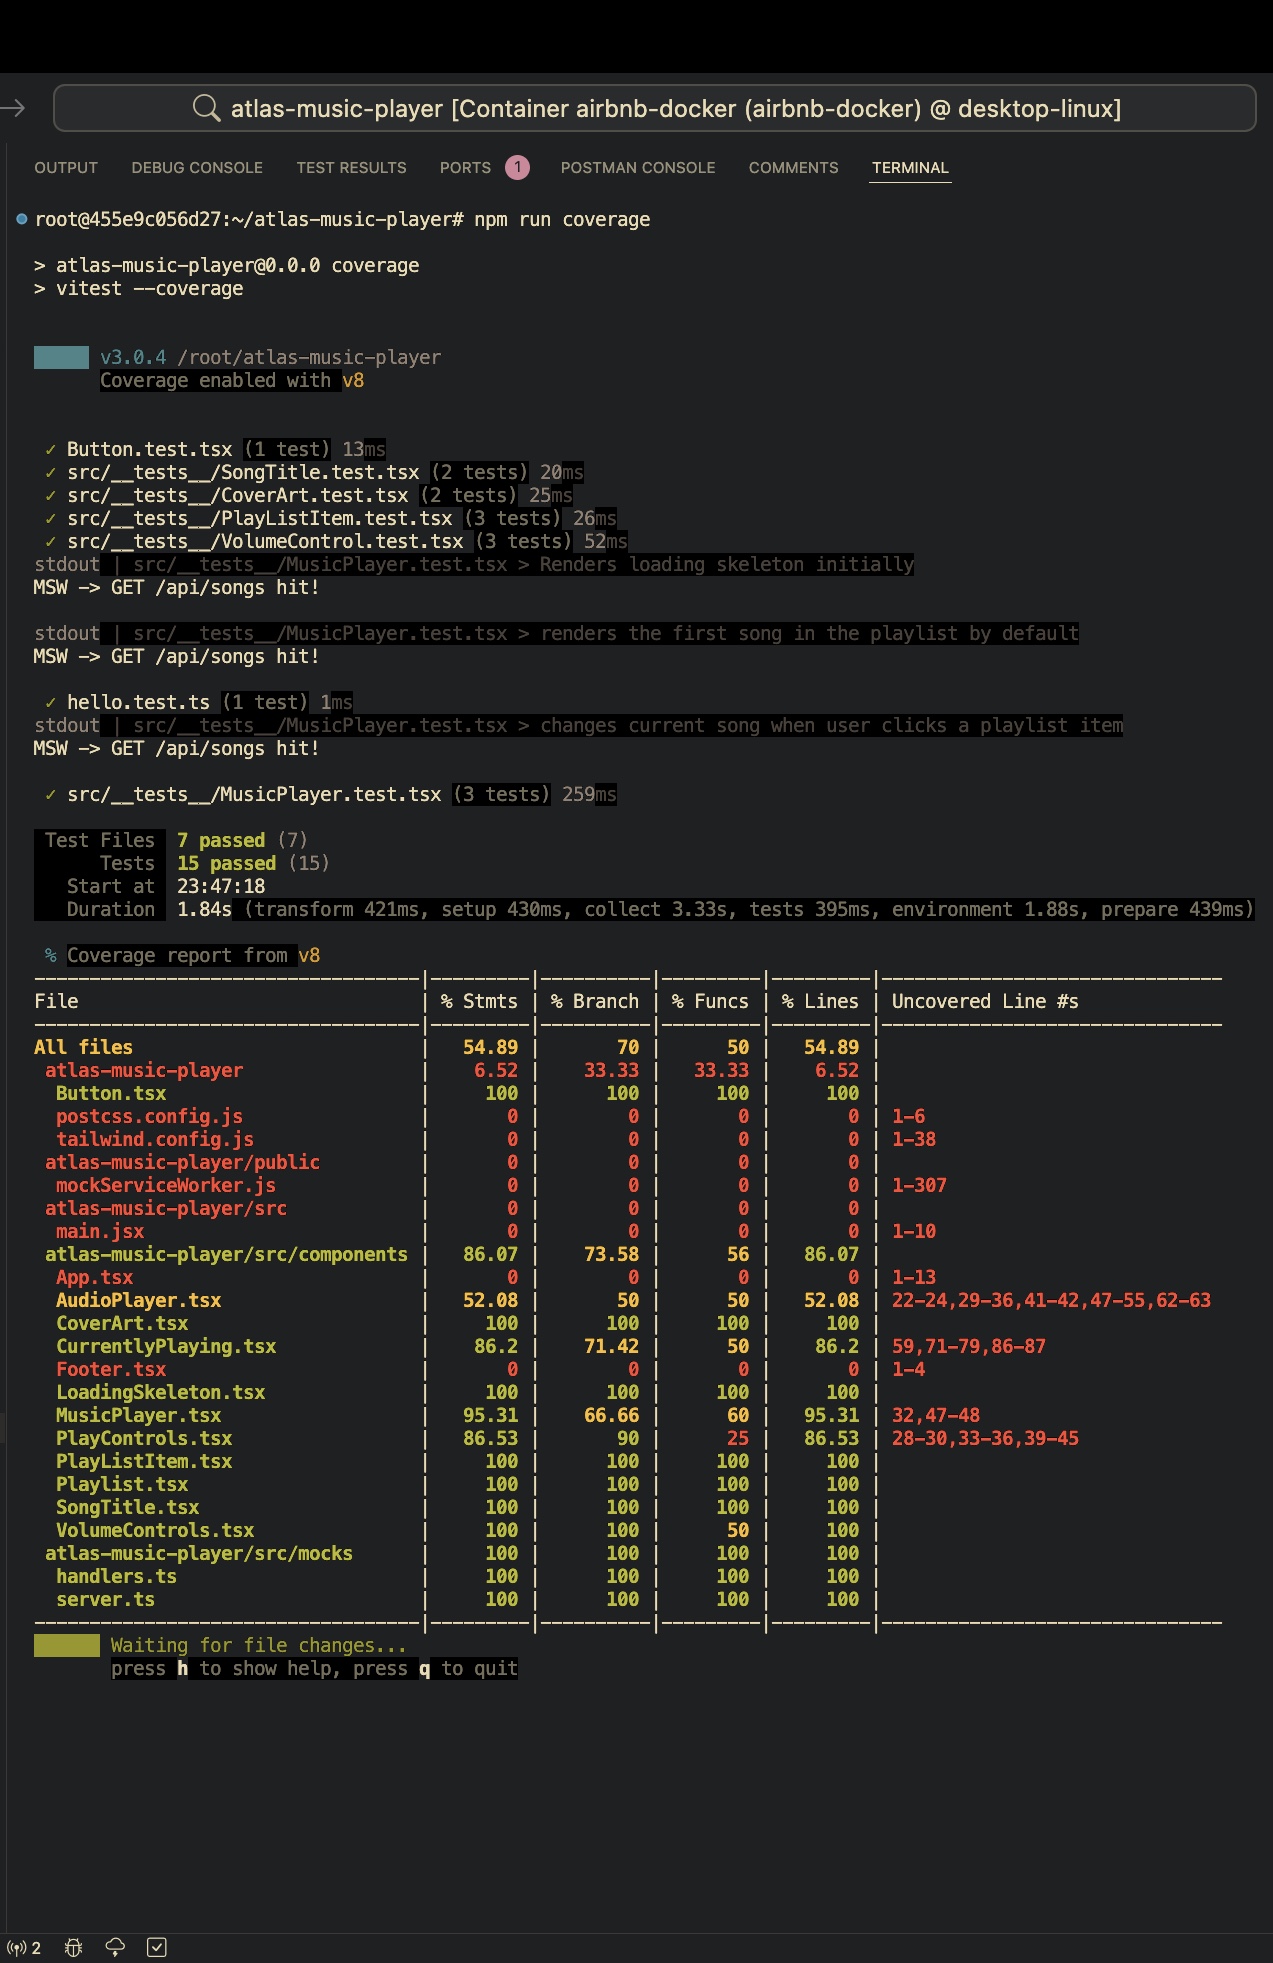 atlas-music-player [Container airbnb-docker (airbnb-docker) @ desktop-linux]
OUTPUT DEBUG CONSOLE TEST RESULTS PORTS 1 POSTMAN CONSOLE COMMENTS TERMINAL
root@455e9c056d27:~/atlas-music-player# npm run coverage
> atlas-music-player@0.0.0 coverage
> vitest --coverage
v3.0.4 /root/atlas-music-player
Coverage enabled with v8
✓ Button.test.tsx (1 test) 13ms
✓ src/__tests__/SongTitle.test.tsx (2 tests) 20ms
✓ src/__tests__/CoverArt.test.tsx (2 tests) 25ms
✓ src/__tests__/PlayListItem.test.tsx (3 tests) 26ms
✓ src/__tests__/VolumeControl.test.tsx (3 tests) 52ms
stdout | src/__tests__/MusicPlayer.test.tsx > Renders loading skeleton initially
MSW -> GET /api/songs hit!
stdout | src/__tests__/MusicPlayer.test.tsx > renders the first song in the playlist by default
MSW -> GET /api/songs hit!
✓ hello.test.ts (1 test) 1ms
stdout | src/__tests__/MusicPlayer.test.tsx > changes current song when user clicks a playlist item
MSW -> GET /api/songs hit!
✓ src/__tests__/MusicPlayer.test.tsx (3 tests) 259ms
Test Files 7 passed (7)
Tests 15 passed (15)
Start at 23:47:18
Duration 1.84s (transform 421ms, setup 430ms, collect 3.33s, tests 395ms, environment 1.88s, prepare 439ms)
% Coverage report from v8
File | % Stmts | % Branch | % Funcs | % Lines | Uncovered Line #s
All files | 54.89 | 70 | 50 | 54.89 |
atlas-music-player | 6.52 | 33.33 | 33.33 | 6.52 |
Button.tsx | 100 | 100 | 100 | 100 |
postcss.config.js | 0 | 0 | 0 | 0 | 1-6
tailwind.config.js | 0 | 0 | 0 | 0 | 1-38
atlas-music-player/public | 0 | 0 | 0 | 0 |
mockServiceWorker.js | 0 | 0 | 0 | 0 | 1-307
atlas-music-player/src | 0 | 0 | 0 | 0 |
main.jsx | 0 | 0 | 0 | 0 | 1-10
atlas-music-player/src/components | 86.07 | 73.58 | 56 | 86.07 |
App.tsx | 0 | 0 | 0 | 0 | 1-13
AudioPlayer.tsx | 52.08 | 50 | 50 | 52.08 | 22-24,29-36,41-42,47-55,62-63
CoverArt.tsx | 100 | 100 | 100 | 100 |
CurrentlyPlaying.tsx | 86.2 | 71.42 | 50 | 86.2 | 59,71-79,86-87
Footer.tsx | 0 | 0 | 0 | 0 | 1-4
LoadingSkeleton.tsx | 100 | 100 | 100 | 100 |
MusicPlayer.tsx | 95.31 | 66.66 | 60 | 95.31 | 32,47-48
PlayControls.tsx | 86.53 | 90 | 25 | 86.53 | 28-30,33-36,39-45
PlayListItem.tsx | 100 | 100 | 100 | 100 |
Playlist.tsx | 100 | 100 | 100 | 100 |
SongTitle.tsx | 100 | 100 | 100 | 100 |
VolumeControls.tsx | 100 | 100 | 50 | 100 |
atlas-music-player/src/mocks | 100 | 100 | 100 | 100 |
handlers.ts | 100 | 100 | 100 | 100 |
server.ts | 100 | 100 | 100 | 100 |
Waiting for file changes...
press h to show help, press q to quit
2